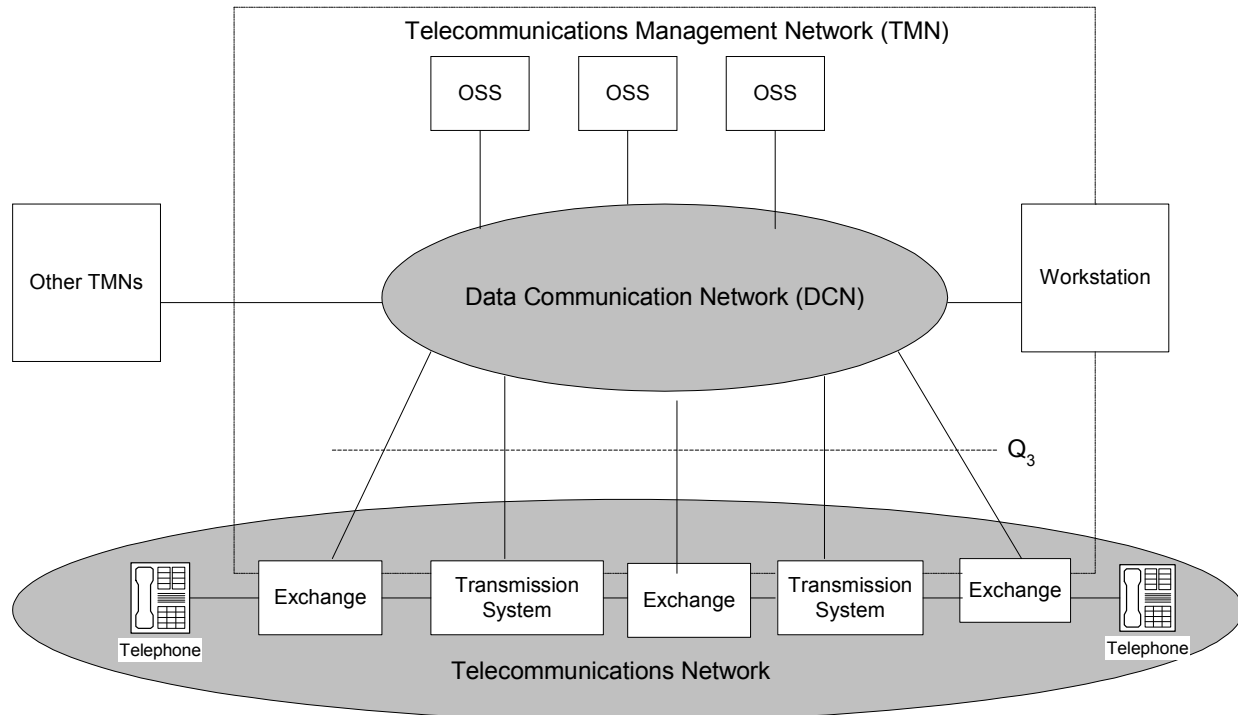 Telecommunications Management Network (TMN)
OSS
OSS
OSS
Other TMNs
Data Communication Network (DCN)
Workstation
Q3
Exchange
Transmission
System
Exchange
Transmission
System
Exchange
Telephone
Telephone
Telecommunications Network